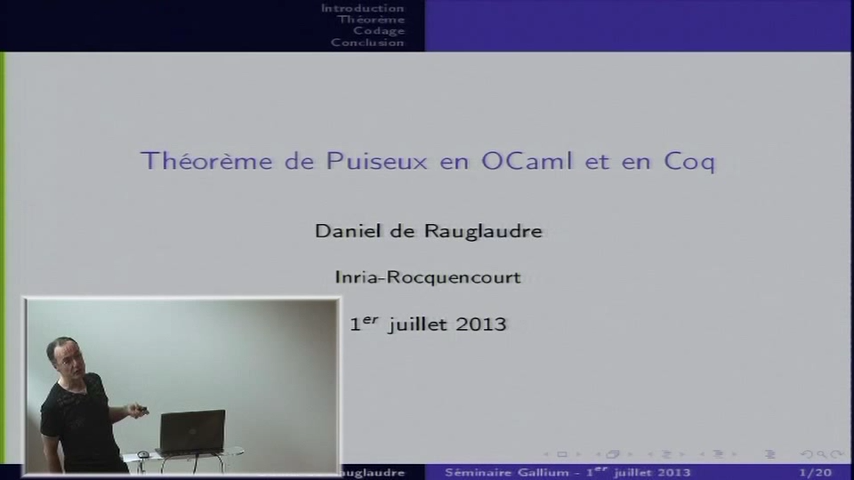 Introduction
Théorème
Codage
Conclusion
Théorème de Puiseux en OCaml et en Coq
Daniel de Rauglaudre
Inria-Rocquencourt
1er juillet 2013
auglaudre
Séminaire Gallium - 1er juillet 2013
1/20